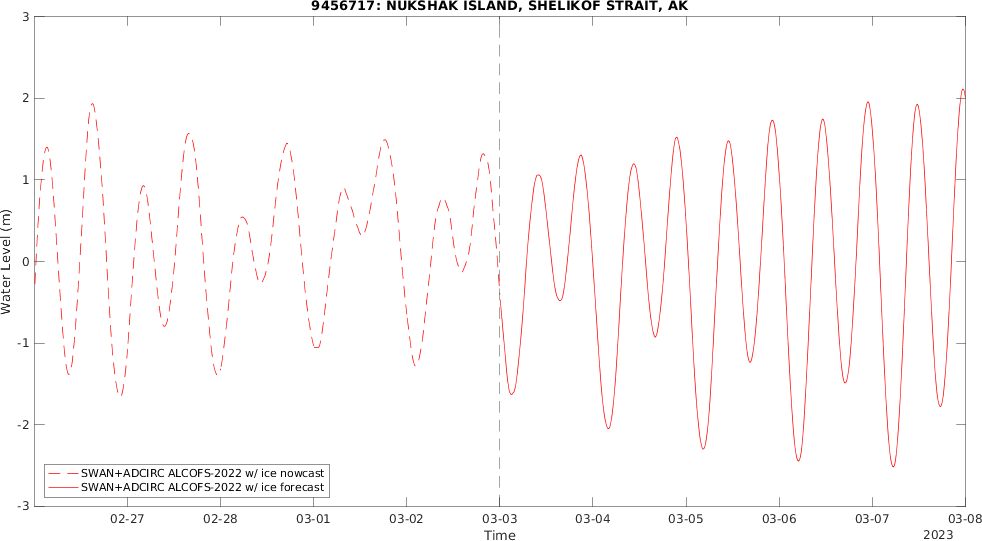 9456717: NUKSHAK ISLAND, SHELIKOF STRAIT, AK
3
2
1
0
-1
-2
-3
Water Level (m)
SWAN+ADCIRC ALCOFS-2022 w/ ice nowcast
SWAN+ADCIRC ALCOFS-2022 w/ ice forecast
02-27 02-28 03-01 03-02 03-03 03-04 03-05 03-06 03-07 03-08
Time
2023